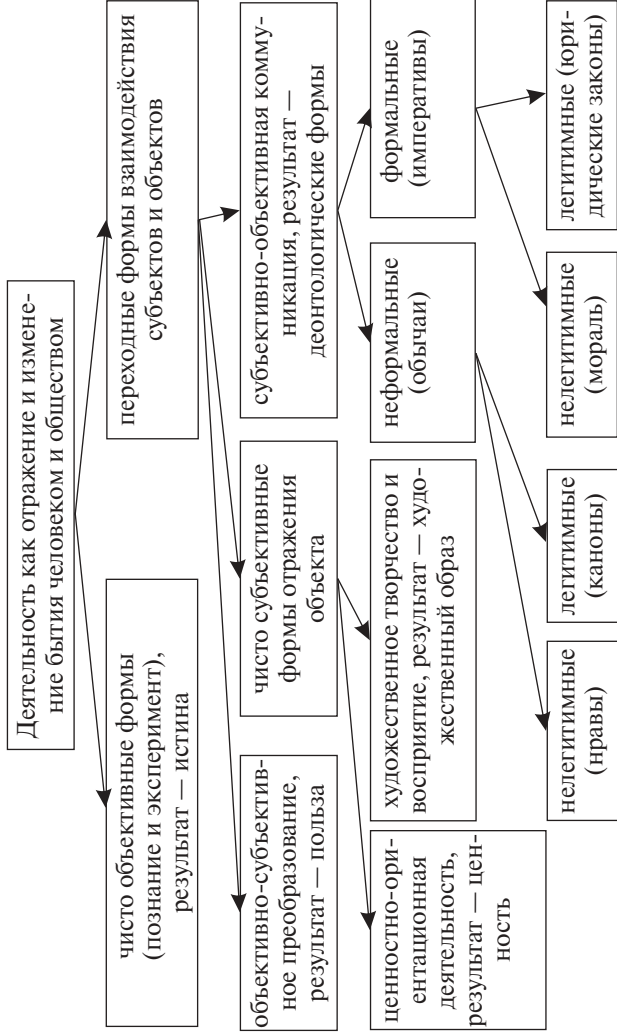 Деятельность как отражение и измене-
ние бытия человеком и обществом
чисто объективные формы
(познание и эксперимент),
результат — истина
переходные формы взаимодействия
субъектов и объектов
объективно-субъектив-
ное преобразование,
результат — польза
чисто субъективные
формы отражения
объекта
субъективно-объективная комму-
никация, результат —
деонтологические формы
ценностно-ори-
ентационная
деятельность,
результат — цен-
ность
художественное творчество и
восприятие, результат — худо-
жественный образ
неформальные
(обычаи)
формальные
(императивы)
нелегитимные
(нравы)
легитимные
(каноны)
нелегитимные
(мораль)
легитимные (юри-
дические законы)